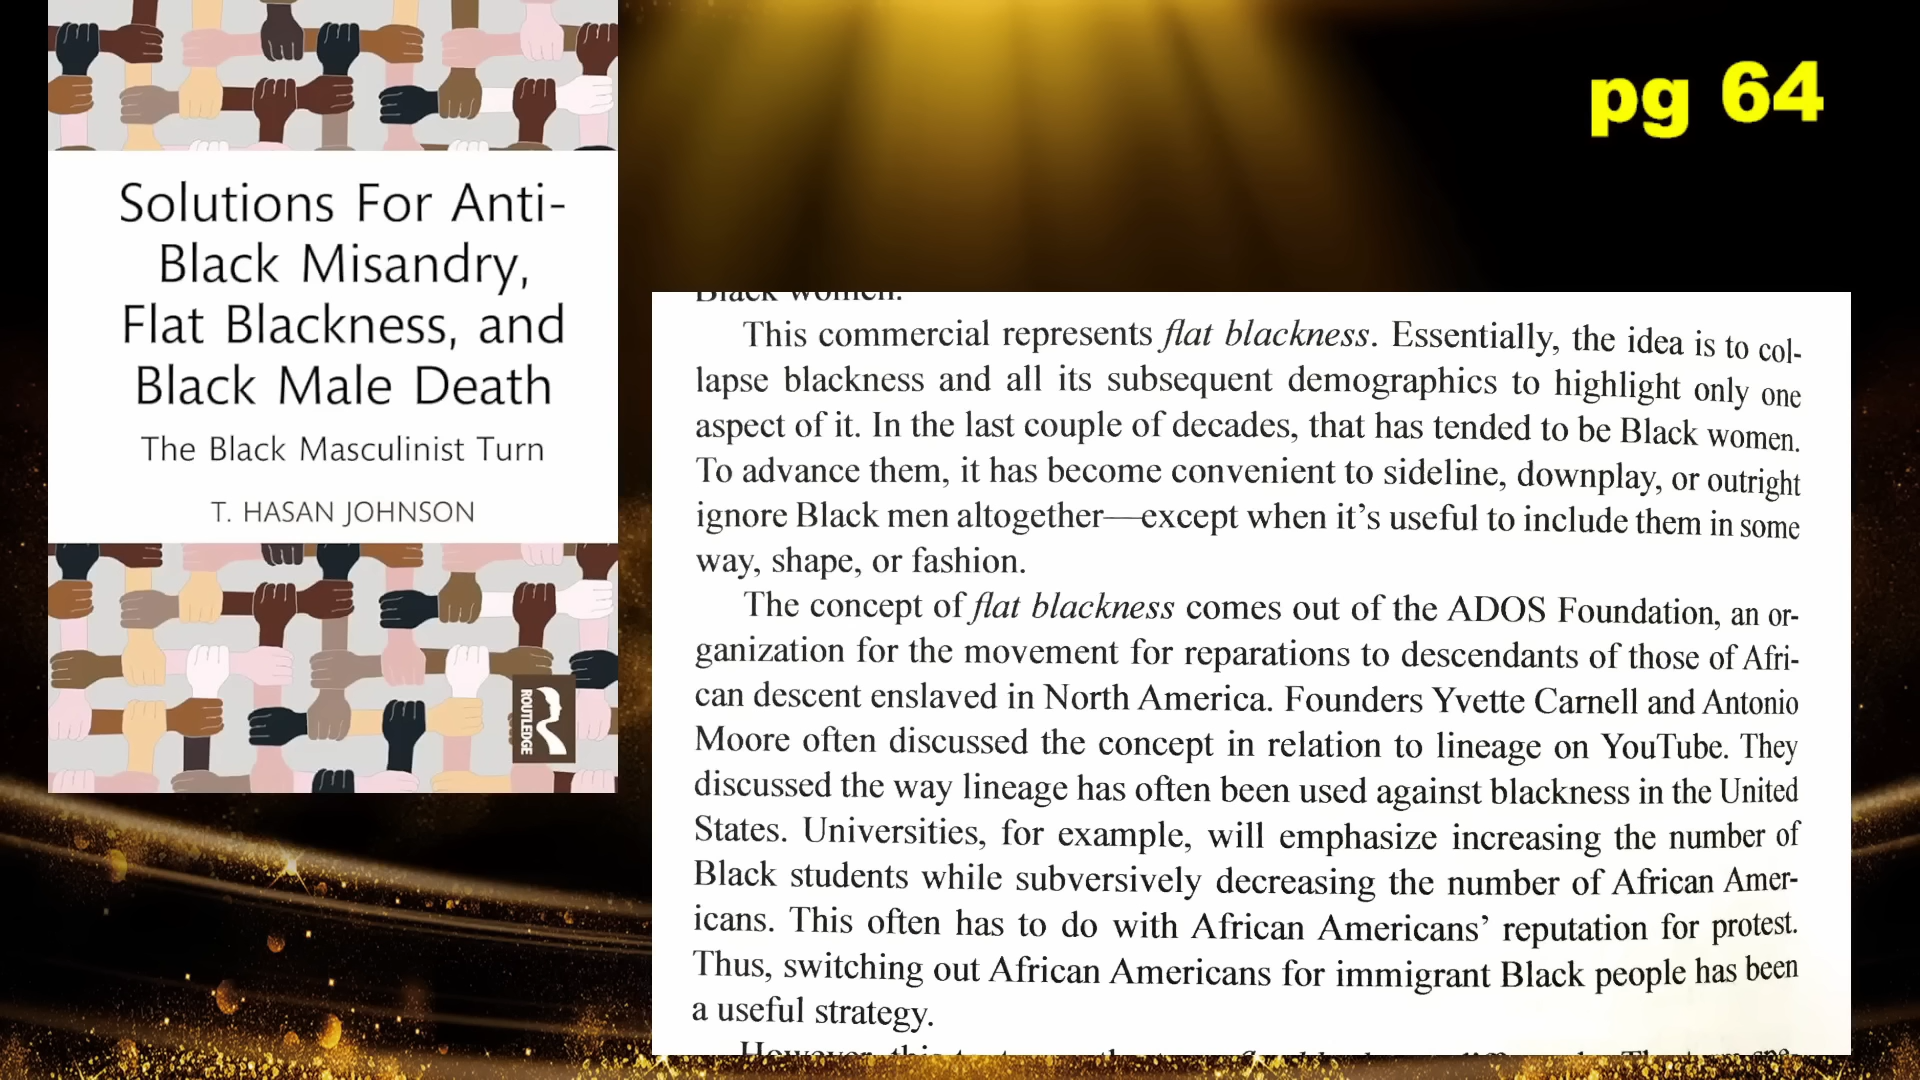 pg 64
Solutions For Anti-
Black Misandry,
Flat Blackness, and
Black Male Death
The Black Masculinist Turn
T. HASAN JOHNSON
ROUTLEDGE
Black women.
This commercial represents flat blackness. Essentially, the idea is to col-
lapse blackness and all its subsequent demographics to highlight only one
aspect of it. In the last couple of decades, that has tended to be Black women.
To advance them, it has become convenient to sideline, downplay, or outright
ignore Black men altogether—except when it's useful to include them in some
way, shape, or fashion.
The concept of flat blackness comes out of the ADOS Foundation, an or-
ganization for the movement for reparations to descendants of those of Afri-
can descent enslaved in North America. Founders Yvette Carnell and Antonio
Moore often discussed the concept in relation to lineage on YouTube. They
discussed the way lineage has often been used against blackness in the United
States. Universities, for example, will emphasize increasing the number of
Black students while subversively decreasing the number of African Amer-
icans. This often has to do with African Americans' reputation for protest.
Thus, switching out African Americans for immigrant Black people has been
a useful strategy.
However, this